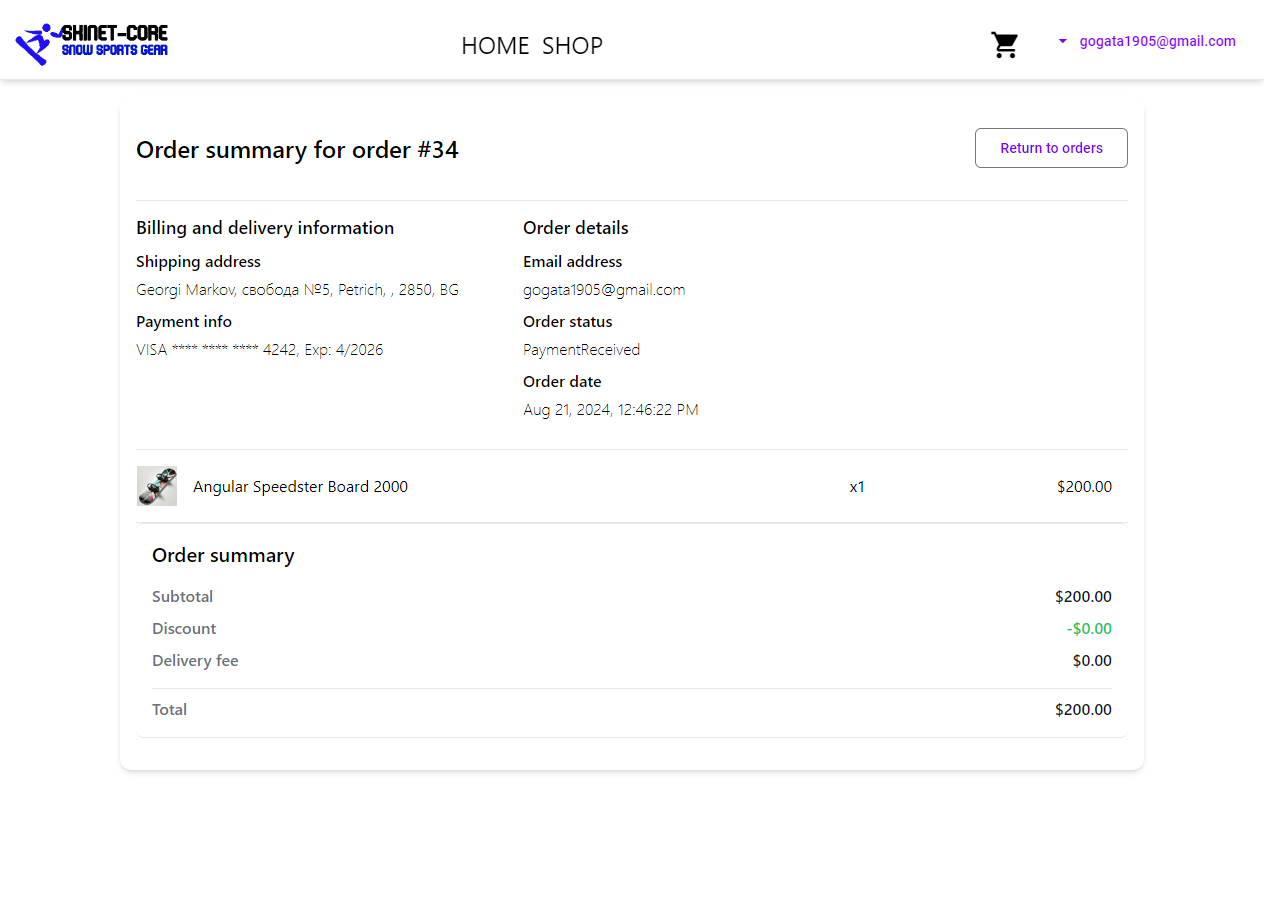 SHINET-CORE
SNOW SPORTS GEAR
HOME SHOP
gogata1905@gmail.com
Order summary for order #34
Return to orders
Billing and delivery information
Order details
Shipping address
Email address
Georgi Markov, свобода №5, Petrich, , 2850, BG
gogata1905@gmail.com
Payment info
Order status
VISA **** **** **** 4242, Exp: 4/2026
PaymentReceived
Order date
Aug 21, 2024, 12:46:22 PM
Angular Speedster Board 2000 x1 $200.00
Order summary
Subtotal $200.00
Discount -$0.00
Delivery fee $0.00
Total $200.00